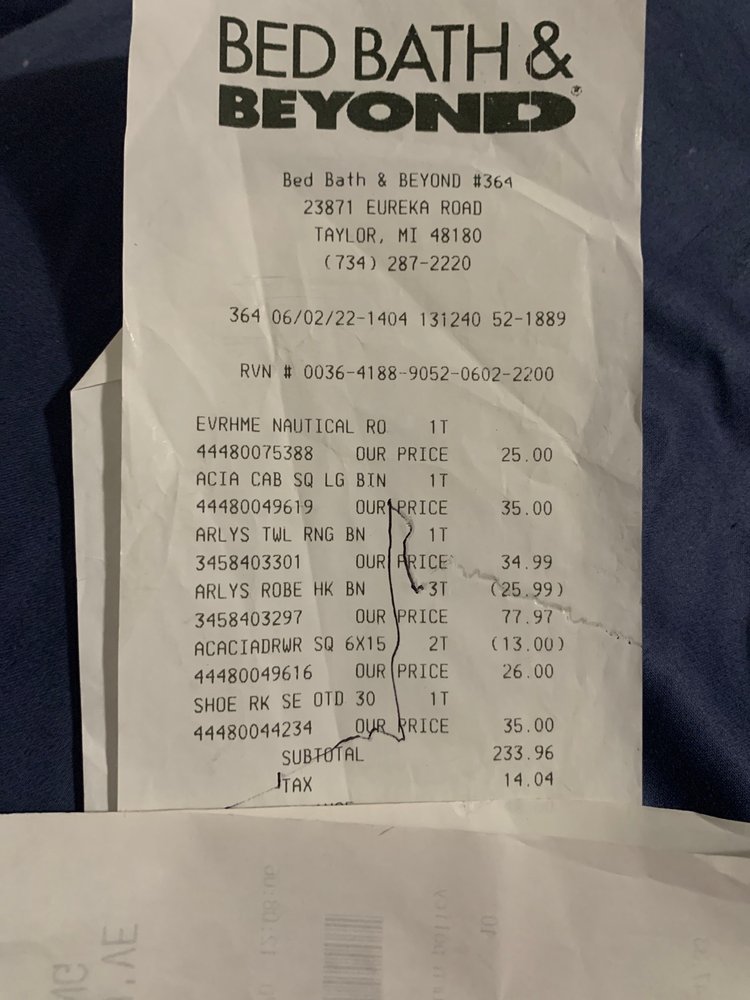 BED BATH &
BEYOND®
Bed Bath & BEYOND #364
23871 EUREKA ROAD
TAYLOR, MI 48180
(734) 287-2220
364 06/02/22-1404 131240 52-1889
RVN # 0036-4188-9052-0602-2200
EVRHME NAUTICAL RO 1T
44480075388 OUR PRICE 25.00
ACIA CAB SQ LG BIN 1T
44480049619 OUR PRICE 35.00
ARLYS TWL RNG BN 1T
3458403301 OUR PRICE 34.99
ARLYS ROBE HK BN 3T (25.99)
3458403297 OUR PRICE 77.97
ACACIADRWR SQ 6X15 2T (13.00)
44480049616 OUR PRICE 26.00
SHOE RK SE OTD 30 1T
44480044234 OUR PRICE 35.00
SUBTOTAL 233.96
TAX 14.04